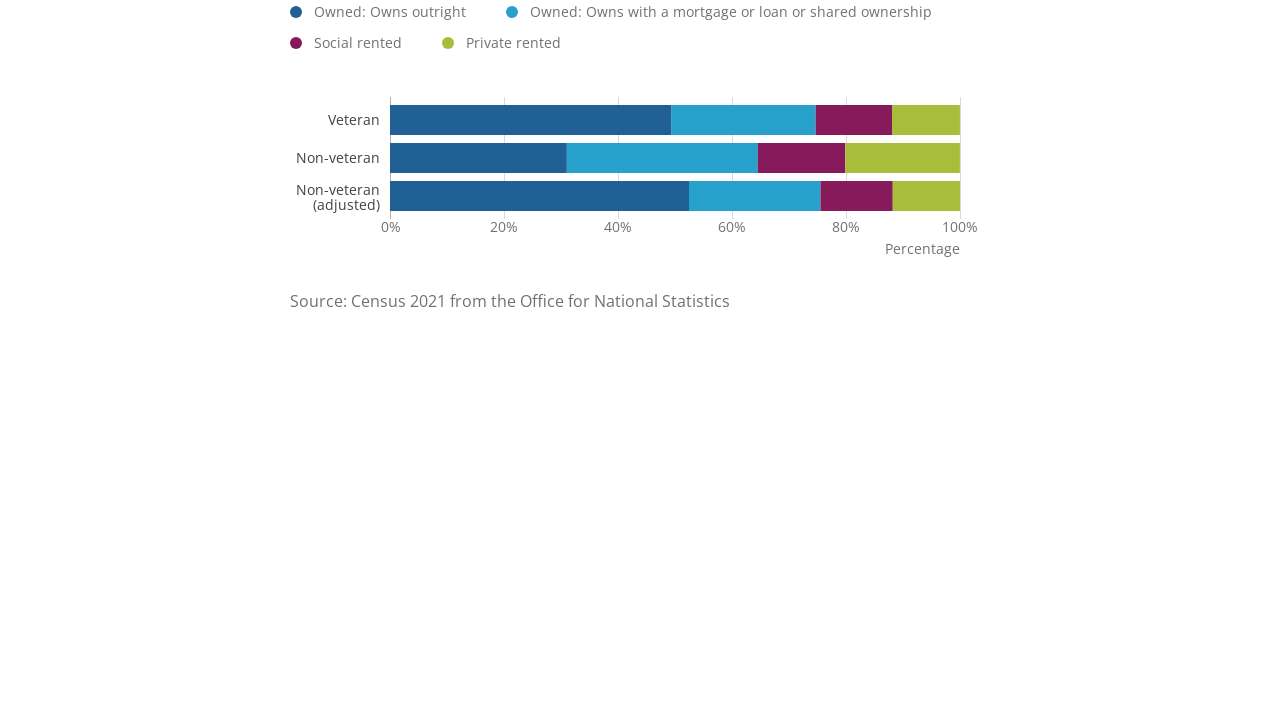 Owned: Owns outright
Owned: Owns with a mortgage or loan or shared ownership
Social rented
Private rented
Veteran
Non-veteran
Non-veteran
(adjusted)
0%
20%
40%
60%
80%
100%
Percentage
Source: Census 2021 from the Office for National Statistics